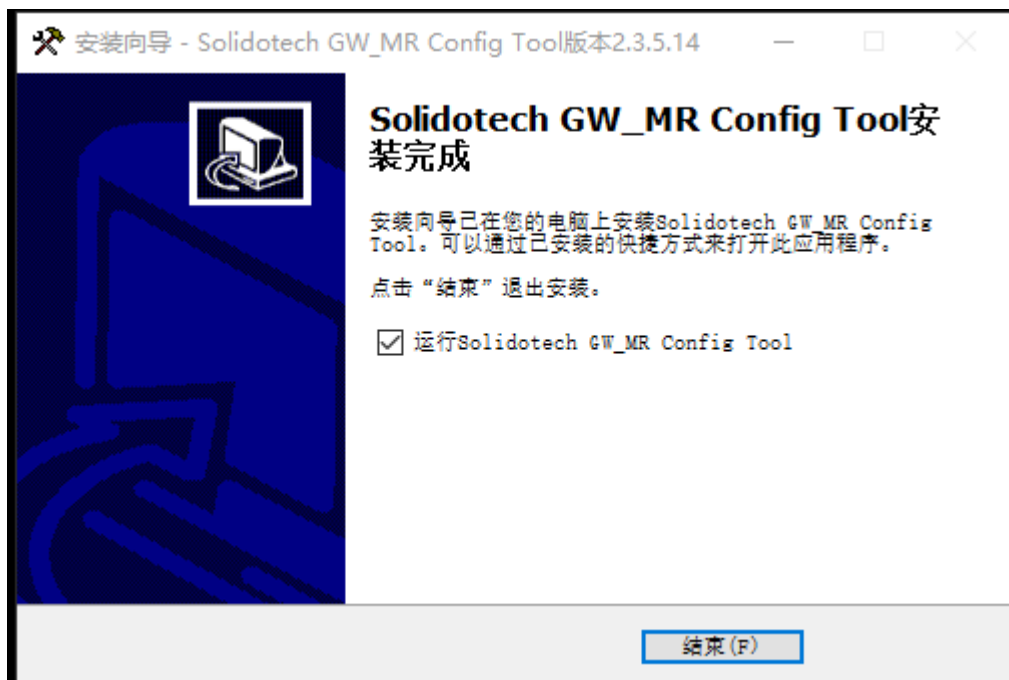 安装向导 - Solidotech GW_MR Config Tool版本2.3.5.14
Solidotech GW_MR Config Tool安
装完成
安装向导已在您的电脑上安装Solidotech GW_MR Config
Tool。可以通过已安装的快捷方式来打开此应用程序。
点击“结束”退出安装。
运行Solidotech GW_MR Config Tool
结束(F)